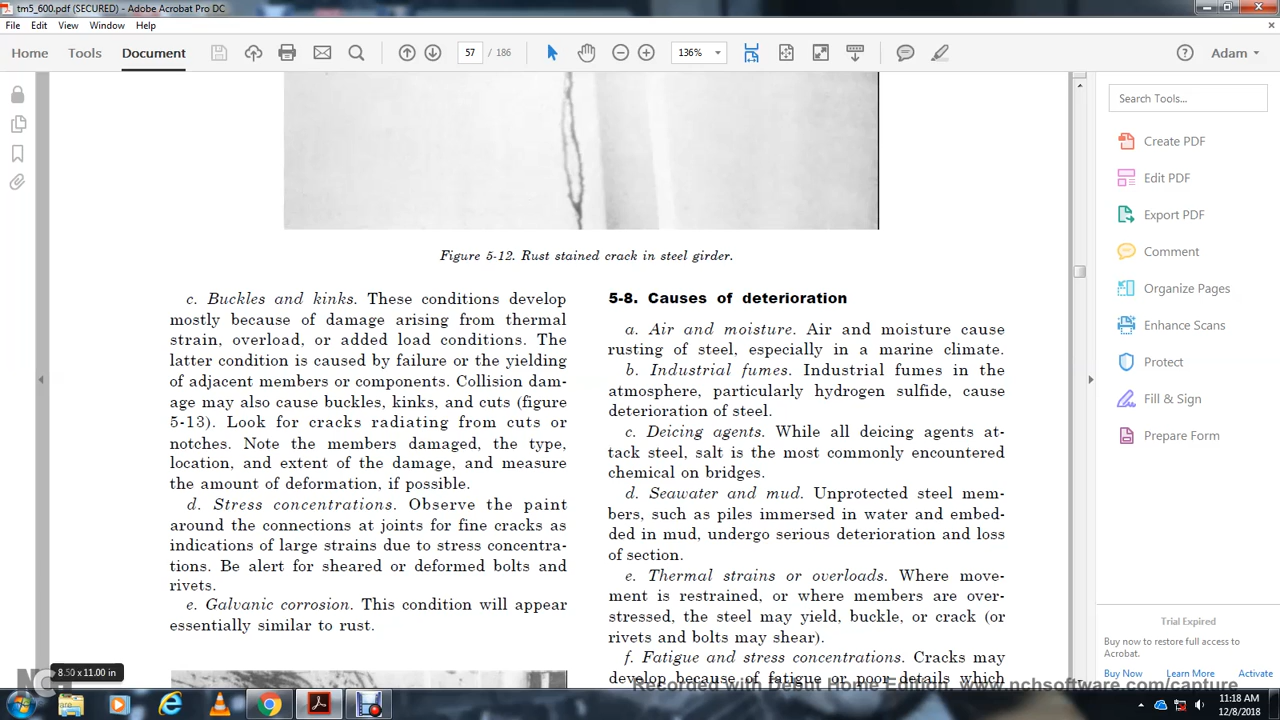 tm5_600.pdf (SECURED) - Adobe Acrobat Pro DC
File Edit View Window Help
Home Tools Document 57 / 186 136% Adam
Search Tools...
Create PDF
Edit PDF
Export PDF
Comment
Organize Pages
Enhance Scans
Protect
Fill & Sign
Prepare Form
Trial Expired
Buy now to restore full access to
Acrobat.
Buy Now Learn More Activate
Figure 5-12. Rust stained crack in steel girder.
c. Buckles and kinks. These conditions develop
mostly because of damage arising from thermal
strain, overload, or added load conditions. The
latter condition is caused by failure or the yielding
of adjacent members or components. Collision dam-
age may also cause buckles, kinks, and cuts (figure
5-13). Look for cracks radiating from cuts or
notches. Note the members damaged, the type,
location, and extent of the damage, and measure
the amount of deformation, if possible.
d. Stress concentrations. Observe the paint
around the connections at joints for fine cracks as
indications of large strains due to stress concentra-
tions. Be alert for sheared or deformed bolts and
rivets.
e. Galvanic corrosion. This condition will appear
essentially similar to rust.
5-8. Causes of deterioration
a. Air and moisture. Air and moisture cause
rusting of steel, especially in a marine climate.
b. Industrial fumes. Industrial fumes in the
atmosphere, particularly hydrogen sulfide, cause
deterioration of steel.
c. Deicing agents. While all deicing agents at-
tack steel, salt is the most commonly encountered
chemical on bridges.
d. Seawater and mud. Unprotected steel mem-
bers, such as piles immersed in water and embed-
ded in mud, undergo serious deterioration and loss
of section.
e. Thermal strains or overloads. Where move-
ment is restrained, or where members are over-
stressed, the steel may yield, buckle, or crack (or
rivets and bolts may shear).
f. Fatigue and stress concentrations. Cracks may
develop because of fatigue or poor details which
8.50 x 11.00 in
Recorded with Debut Home Edition. www.nchsoftware.com/capture
11:18 AM
12/8/2018